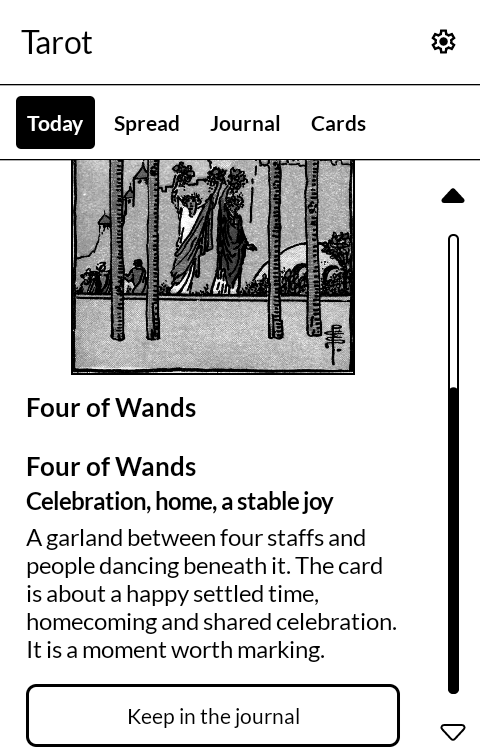 Tarot
Today
Spread
Journal
Cards
Four of Wands
Four of Wands
Celebration, home, a stable joy
A garland between four staffs and
people dancing beneath it. The card
is about a happy settled time,
homecoming and shared celebration.
It is a moment worth marking.
Keep in the journal